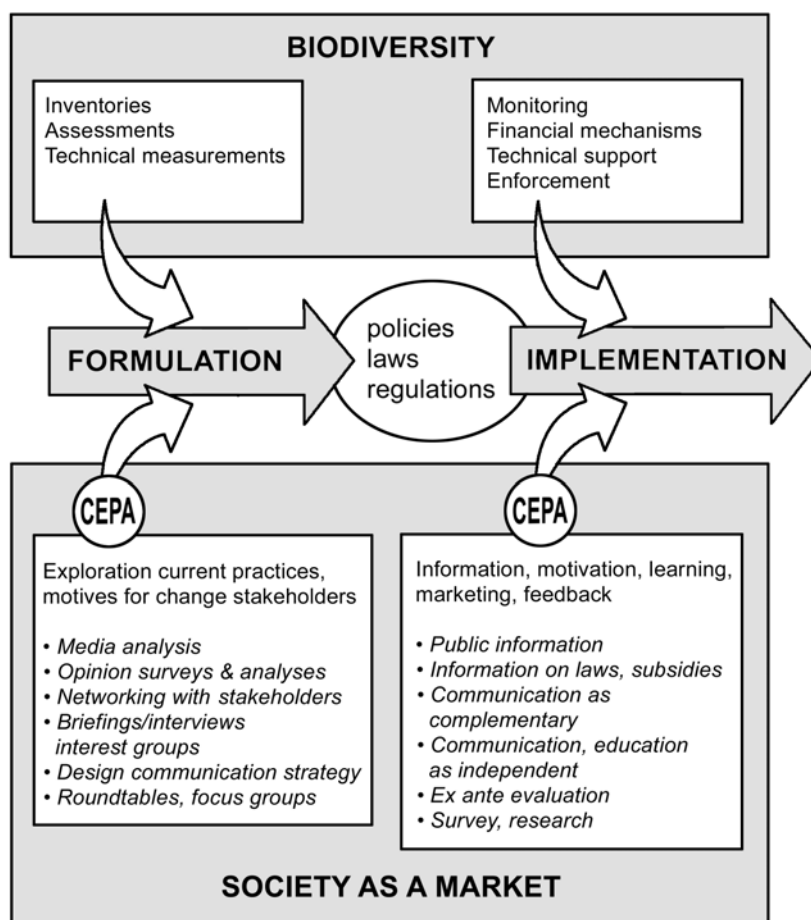 BIODIVERSITY
Inventories
Assessments
Technical measurements
Monitoring
Financial mechanisms
Technical support
Enforcement
FORMULATION
policies
laws
regulations
IMPLEMENTATION
CEPA
Exploration current practices,
motives for change stakeholders
• Media analysis
• Opinion surveys & analyses
• Networking with stakeholders
• Briefings/interviews
interest groups
• Design communication strategy
• Roundtables, focus groups
CEPA
Information, motivation, learning,
marketing, feedback
• Public information
• Information on laws, subsidies
• Communication as
complementary
• Communication, education
as independent
• Ex ante evaluation
• Survey, research
SOCIETY AS A MARKET